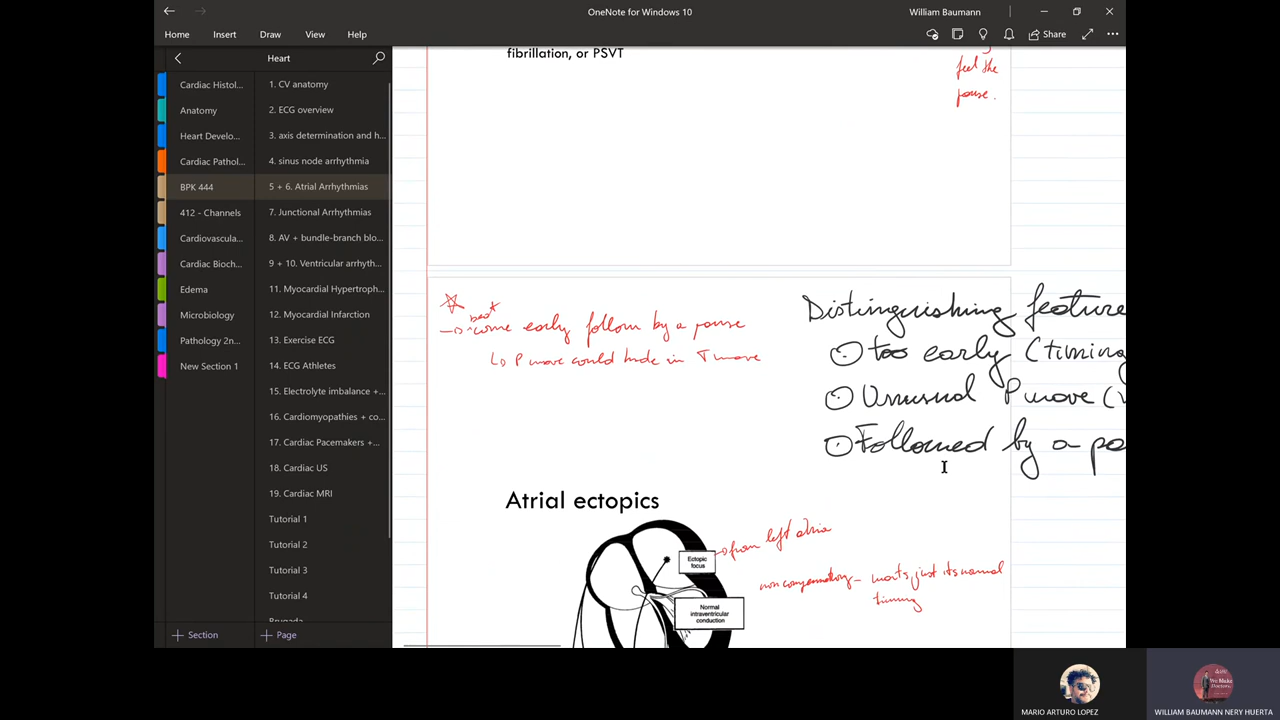 OneNote for Windows 10
William Baumann
Home
Insert
Draw
View
Help
Share
Heart
Cardiac Histol...
Anatomy
Heart Develo...
Cardiac Pathol...
BPK 444
412 - Channels
Cardiovascula...
Cardiac Bioch...
Edema
Microbiology
Pathology 2n...
New Section 1
Section
1. CV anatomy
2. ECG overview
3. axis determination and h...
4. sinus node arrhythmia
5 + 6. Atrial Arrhythmias
7. Junctional Arrhythmias
8. AV + bundle-branch blo...
9 + 10. Ventricular arrhyth...
11. Myocardial Hypertroph...
12. Myocardial Infarction
13. Exercise ECG
14. ECG Athletes
15. Electrolyte imbalance +...
16. Cardiomyopathies + co...
17. Cardiac Pacemakers +...
18. Cardiac US
19. Cardiac MRI
Tutorial 1
Tutorial 2
Tutorial 3
Tutorial 4
Brugada
Page
fibrillation, or PSVT
feel the
pause.
beat
come early follow by a pause
P wave could hide in T wave
Distinguishing feature
too early (timing
Unusual P wave (
Followed by a pa
Atrial ectopics
Ectopic
focus
from left atria
Normal
intraventricular
conduction
non compensatory - just its normal
timing
MARIO ARTURO LOPEZ
We Make
Doctors
WILLIAM BAUMANN NERY HUERTA